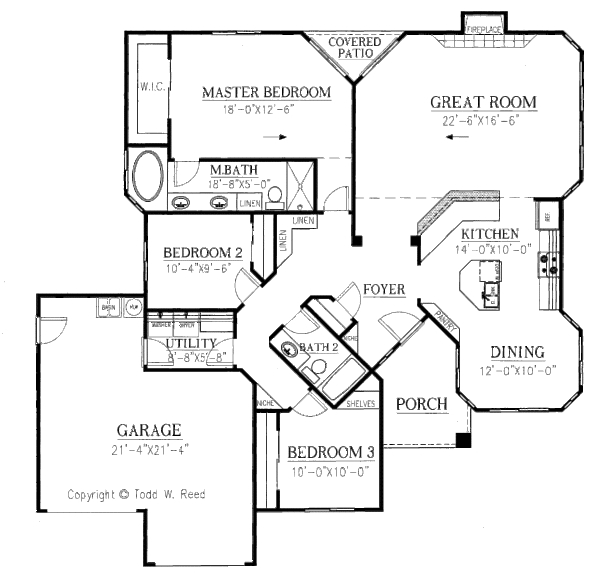 FIREPLACE
COVERED
PATIO
W.I.C.
MASTER BEDROOM
18'-0"X12'-6"
GREAT ROOM
22'-6"X16'-6"
M.BATH
18'-8"X5'-0"
LINEN
LINEN
LINEN
REF.
KITCHEN
14'-0"X10'-0"
BEDROOM 2
10'-4"X9'-6"
FOYER
PANTRY
WASHER
DRYER
UTILITY
8'-8"X5'-8"
BATH 2
NICHE
DINING
12'-0"X10'-0"
NICHE
SHELVES
PORCH
GARAGE
21'-4"X21'-4"
BEDROOM 3
10'-0"X10'-0"
Copyright © Todd W. Reed